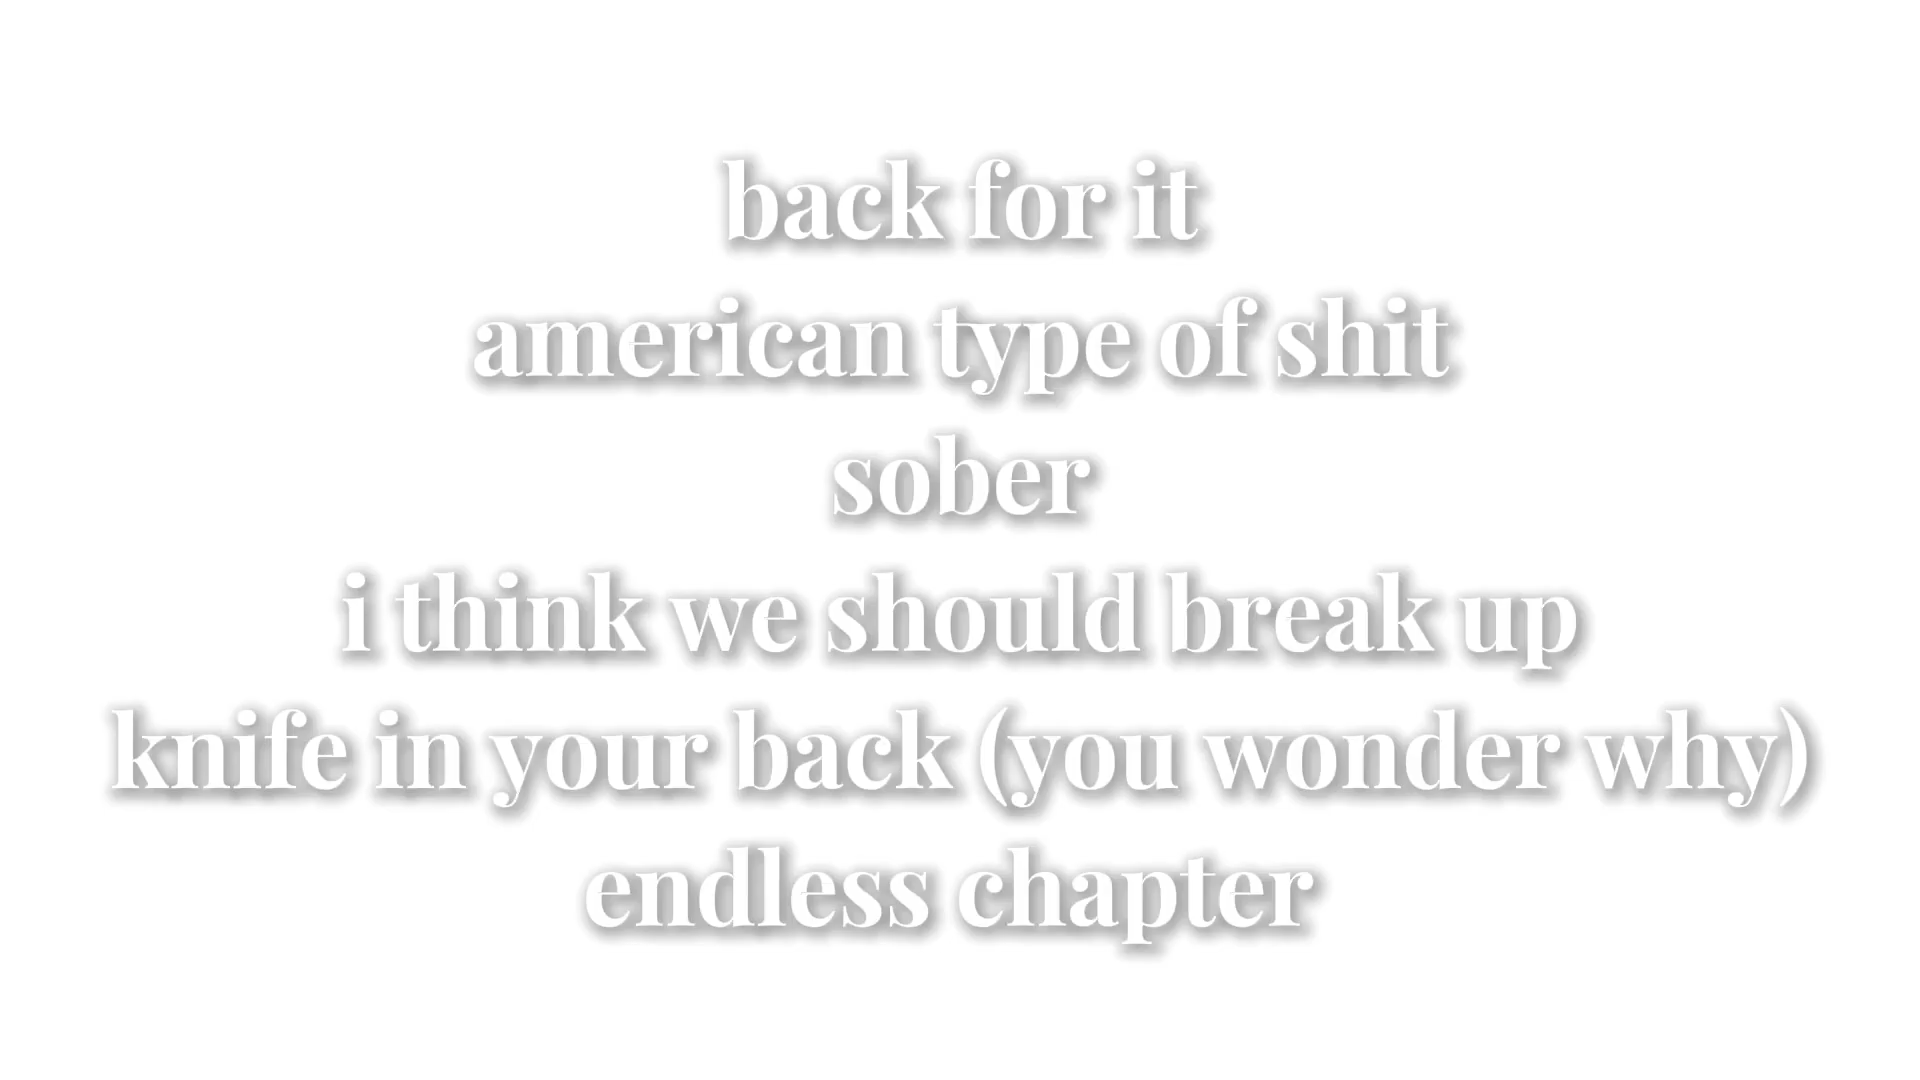 back for it
american type of shit
sober
i think we should break up
knife in your back (you wonder why)
endless chapter